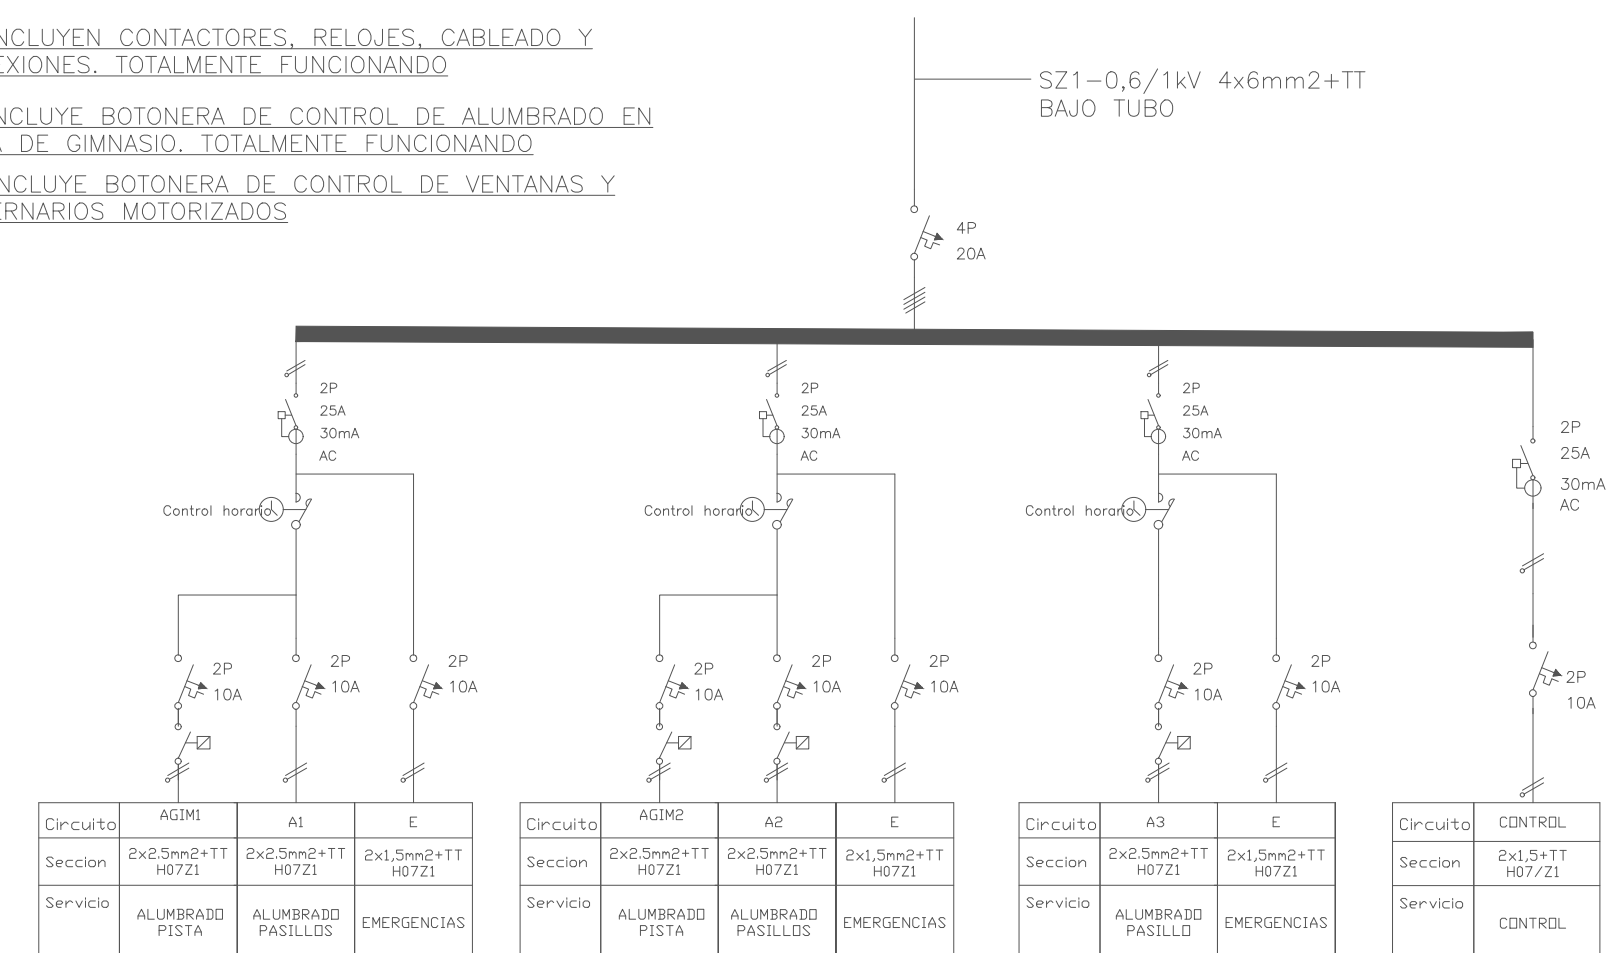 NCLUYEN CONTACTORES, RELOJES, CABLEADO Y
EXIONES. TOTALMENTE FUNCIONANDO
NCLUYE BOTONERA DE CONTROL DE ALUMBRADO EN
A DE GIMNASIO. TOTALMENTE FUNCIONANDO
NCLUYE BOTONERA DE CONTROL DE VENTANAS Y
ERNARIOS MOTORIZADOS
SZ1-0,6/1kV 4x6mm2+TT
BAJO TUBO
4P
20A
2P
25A
30mA
AC
2P
25A
30mA
AC
2P
25A
30mA
AC
2P
25A
30mA
AC
Control horario
Control horario
Control horario
2P
10A
2P
10A
2P
10A
2P
10A
2P
10A
2P
10A
2P
10A
2P
10A
2P
10A
Circuito AGIM1 A1 E
Seccion 2x2.5mm2+TT 2x2.5mm2+TT 2x1,5mm2+TT
H07Z1 H07Z1 H07Z1
Servicio ALUMBRADO ALUMBRADO EMERGENCIAS
PISTA PASILLOS
Circuito AGIM2 A2 E
Seccion 2x2.5mm2+TT 2x2.5mm2+TT 2x1,5mm2+TT
H07Z1 H07Z1 H07Z1
Servicio ALUMBRADO ALUMBRADO EMERGENCIAS
PISTA PASILLOS
Circuito A3 E
Seccion 2x2.5mm2+TT 2x1,5mm2+TT
H07Z1 H07Z1
Servicio ALUMBRADO EMERGENCIAS
PASILLO
Circuito CONTROL
Seccion 2x1,5+TT
H07/Z1
Servicio CONTROL